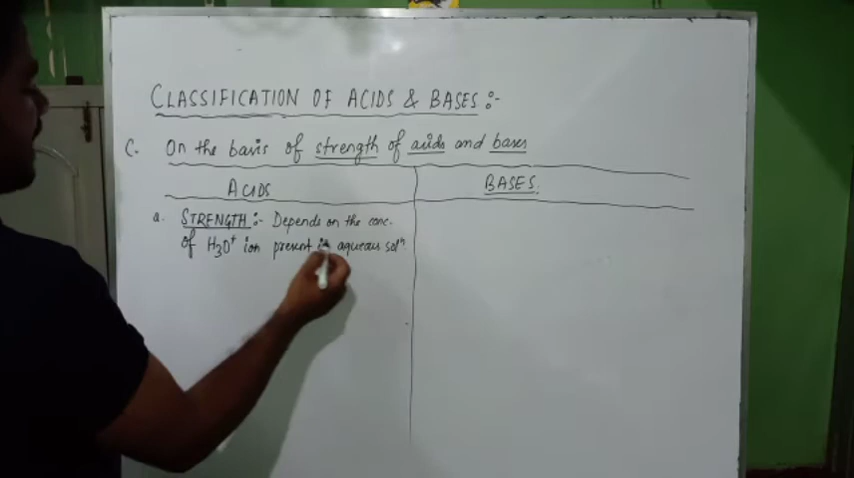 CLASSIFICATION OF ACIDS & BASES :-
C. On the basis of strength of acids and bases
ACIDS BASES.
a. STRENGTH :- Depends on the conc.
of H3O+ ion present in aqueous solⁿ.